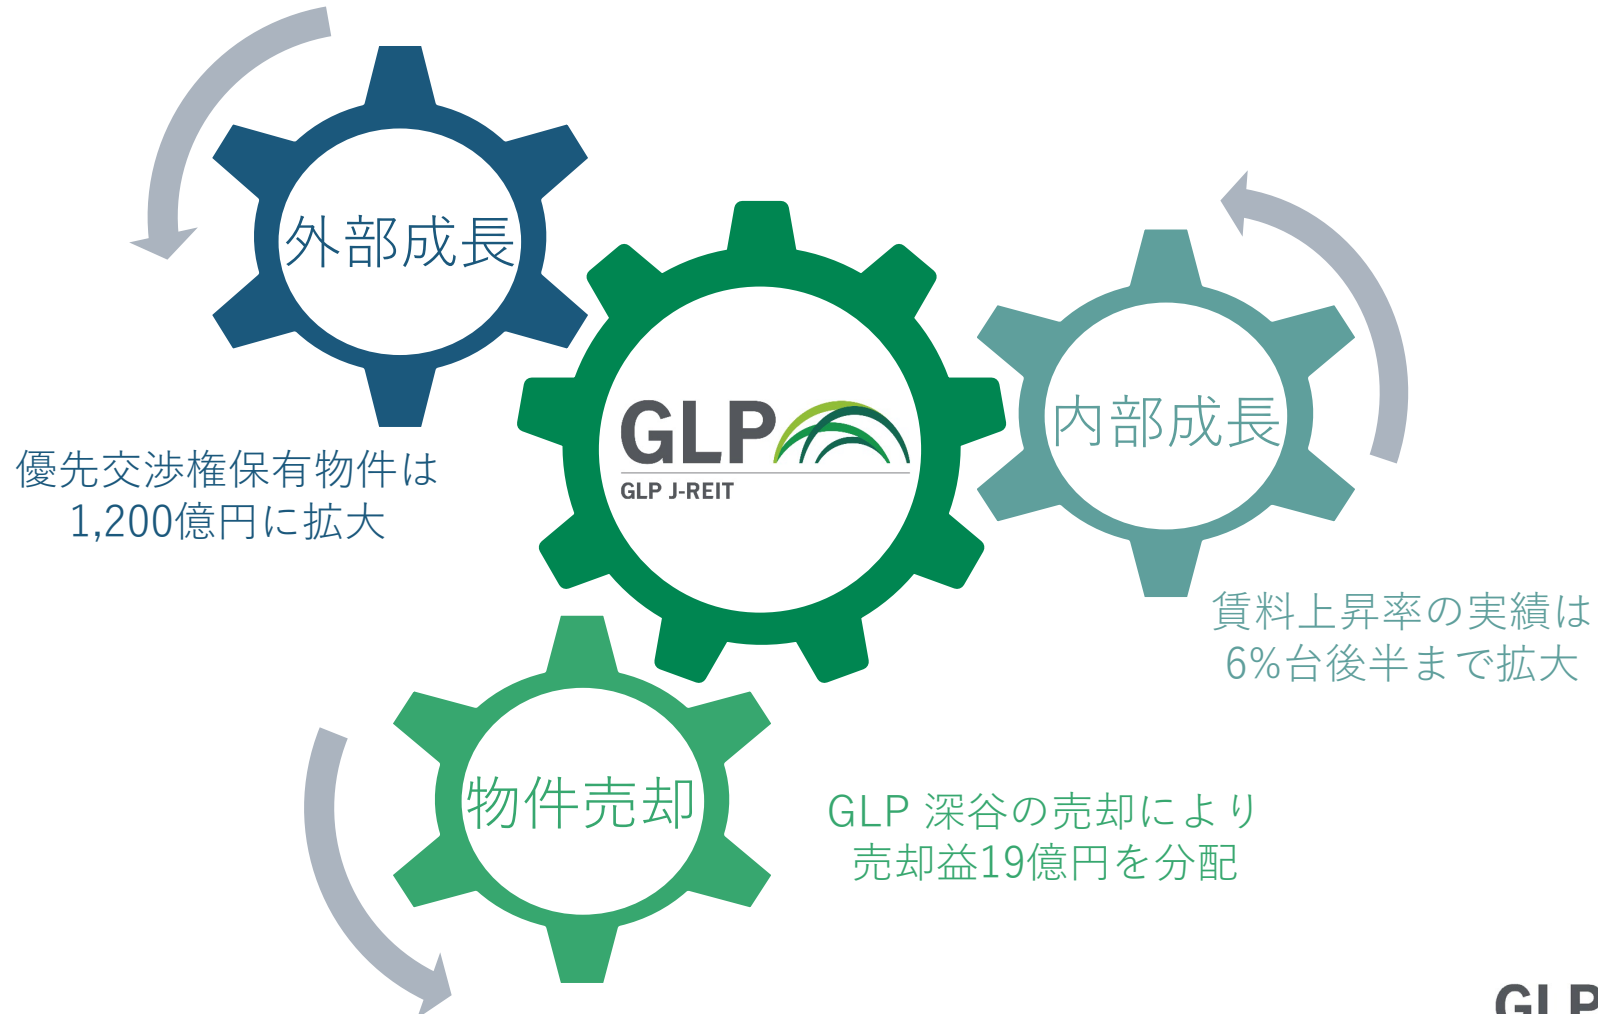 外部成長
優先交渉権保有物件は
1,200億円に拡大
GLP
GLP J-REIT
内部成長
賃料上昇率の実績は
6%台後半まで拡大
物件売却
GLP 深谷の売却により
売却益19億円を分配
GLP